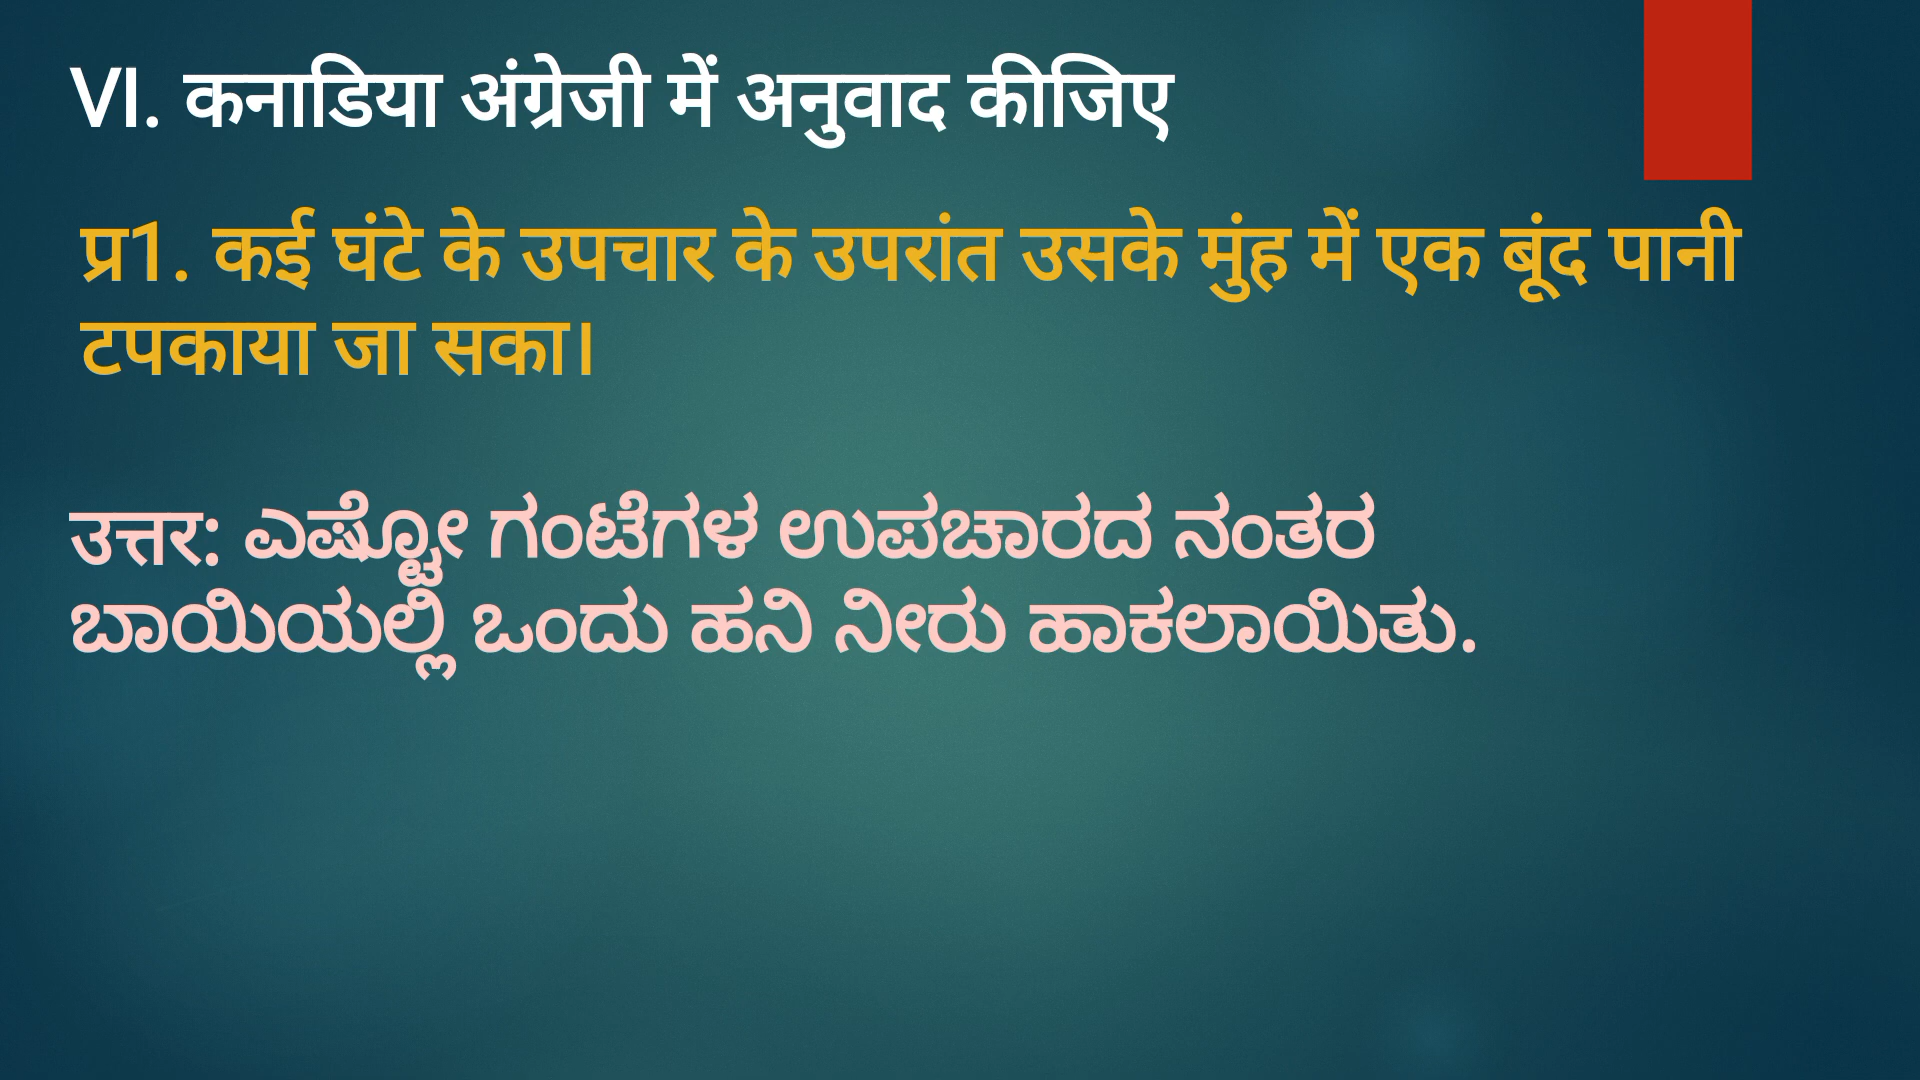 VI. कनाडिया अंग्रेजी में अनुवाद कीजिए
प्र1. कई घंटे के उपचार के उपरांत उसके मुंह में एक बूंद पानी
टपकाया जा सका।
उत्तर: ಎಷ್ಟೋ ಗಂಟೆಗಳ ಉಪಚಾರದ ನಂತರ
ಬಾಯಿಯಲ್ಲಿ ಒಂದು ಹನಿ ನೀರು ಹಾಕಲಾಯಿತು.